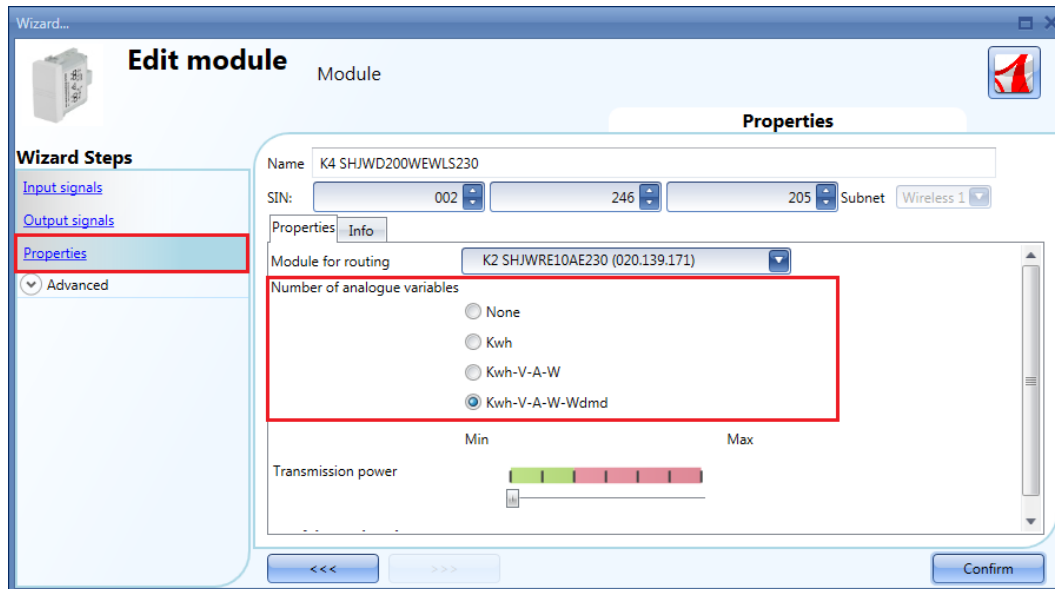 Wizard...
Edit module
Module
Properties
Wizard Steps
Input signals
Output signals
Properties
Advanced
Name K4 SHJWD200WEWLS230
SIN: 002 246 205 Subnet Wireless 1
Properties Info
Module for routing K2 SHJWRE10AE230 (020.139.171)
Number of analogue variables
None
Kwh
Kwh-V-A-W
Kwh-V-A-W-Wdmd
Min Max
Transmission power
<<< >>> Confirm